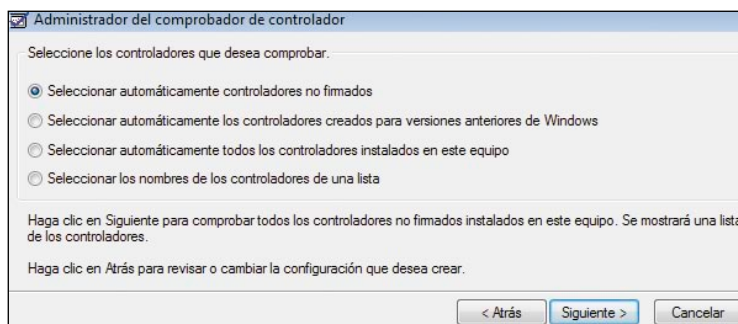 Administrador del comprobador de controlador
Seleccione los controladores que desea comprobar.
Seleccionar automáticamente controladores no firmados
Seleccionar automáticamente los controladores creados para versiones anteriores de Windows
Seleccionar automáticamente todos los controladores instalados en este equipo
Seleccionar los nombres de los controladores de una lista
Haga clic en Siguiente para comprobar todos los controladores no firmados instalados en este equipo. Se mostrará una lista
de los controladores.
Haga clic en Atrás para revisar o cambiar la configuración que desea crear.
< Atrás Siguiente > Cancelar